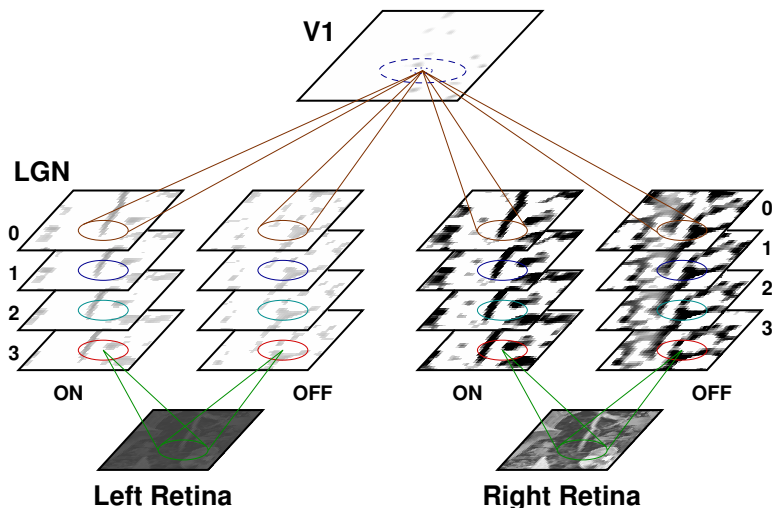 V1
LGN
0
1
2
3
0
1
2
3
ON
OFF
ON
OFF
Left Retina
Right Retina